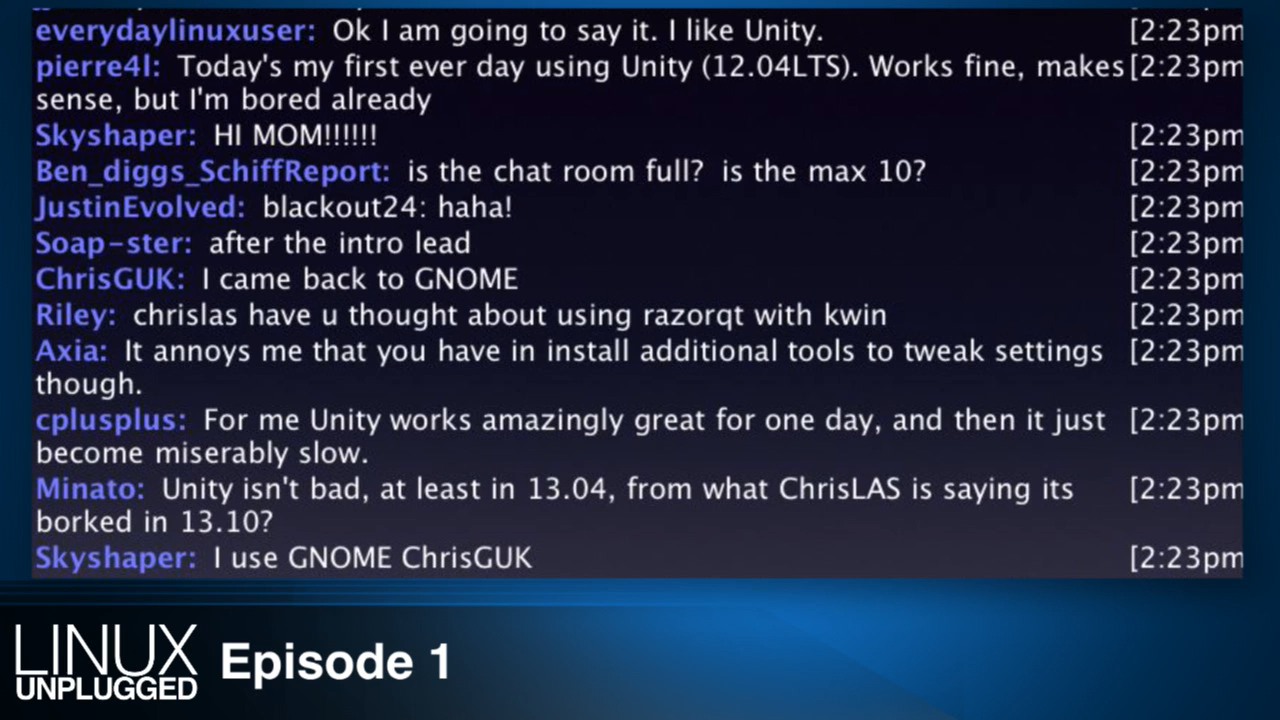 everydaylinuxuser: Ok I am going to say it. I like Unity. [2:23pm
pierre4l: Today's my first ever day using Unity (12.04LTS). Works fine, makes [2:23pm
sense, but I'm bored already
Skyshaper: HI MOM!!!!!! [2:23pm
Ben_diggs_SchiffReport: is the chat room full? is the max 10? [2:23pm
JustinEvolved: blackout24: haha! [2:23pm
Soap-ster: after the intro lead [2:23pm
ChrisGUK: I came back to GNOME [2:23pm
Riley: chrislas have u thought about using razorqt with kwin [2:23pm
Axia: It annoys me that you have in install additional tools to tweak settings [2:23pm
though.
cplusplus: For me Unity works amazingly great for one day, and then it just [2:23pm
become miserably slow.
Minato: Unity isn't bad, at least in 13.04, from what ChrisLAS is saying its [2:23pm
borked in 13.10?
Skyshaper: I use GNOME ChrisGUK [2:23pm
LINUX
UNPLUGGED
Episode 1